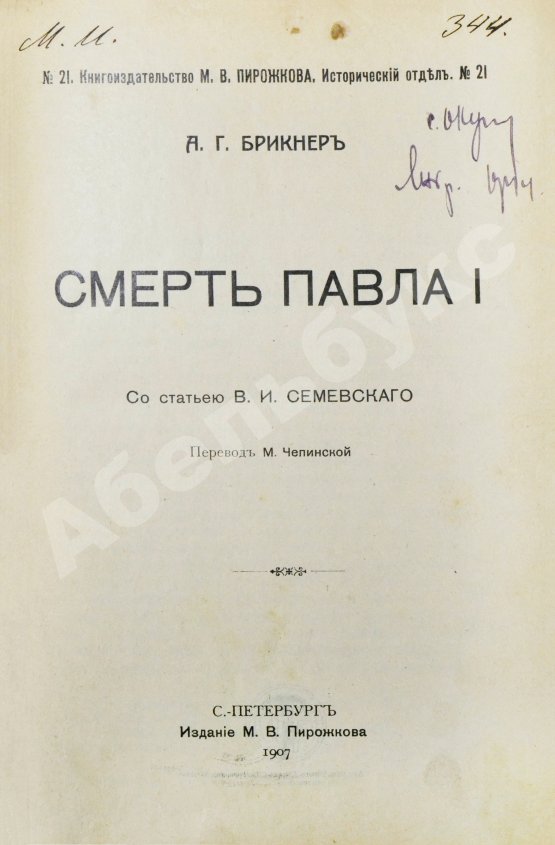 М. И.
344.
№ 21. Книгоиздательство М. В. ПИРОЖКОВА. Историческій отдѣлъ. № 21
А. Г. БРИКНЕРЪ
СМЕРТЬ ПАВЛА I
Со статьею В. И. СЕМЕВСКАГО
Переводъ М. Чепинской
Абельбукс
С.-ПЕТЕРБУРГЪ
Изданіе М. В. Пирожкова
1907